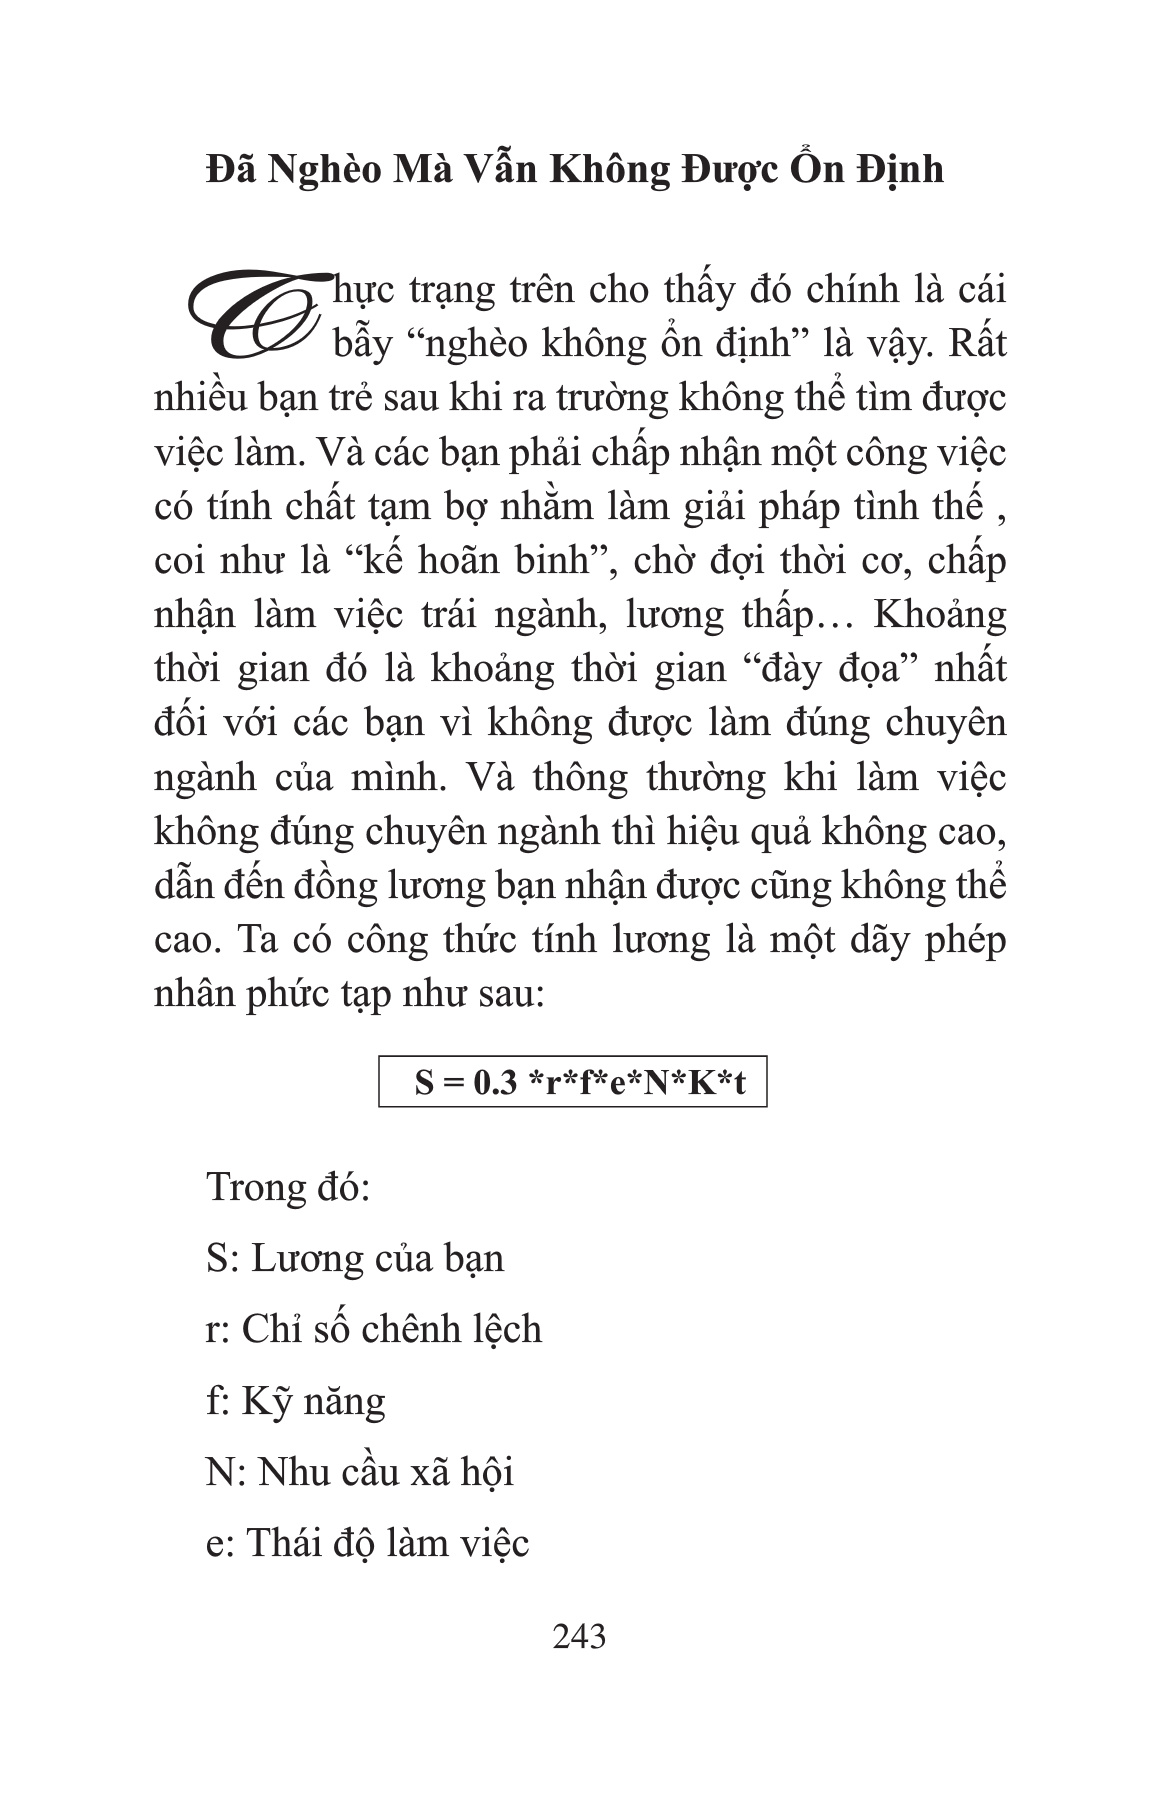 Đã Nghèo Mà Vẫn Không Được Ổn Định
Thực trạng trên cho thấy đó chính là cái
bẫy “nghèo không ổn định” là vậy. Rất
nhiều bạn trẻ sau khi ra trường không thể tìm được
việc làm. Và các bạn phải chấp nhận một công việc
có tính chất tạm bợ nhằm làm giải pháp tình thế ,
coi như là “kế hoãn binh”, chờ đợi thời cơ, chấp
nhận làm việc trái ngành, lương thấp… Khoảng
thời gian đó là khoảng thời gian “đày đọa” nhất
đối với các bạn vì không được làm đúng chuyên
ngành của mình. Và thông thường khi làm việc
không đúng chuyên ngành thì hiệu quả không cao,
dẫn đến đồng lương bạn nhận được cũng không thể
cao. Ta có công thức tính lương là một dãy phép
nhân phức tạp như sau:
S = 0.3 *r*f*e*N*K*t
Trong đó:
S: Lương của bạn
r: Chỉ số chênh lệch
f: Kỹ năng
N: Nhu cầu xã hội
e: Thái độ làm việc
243